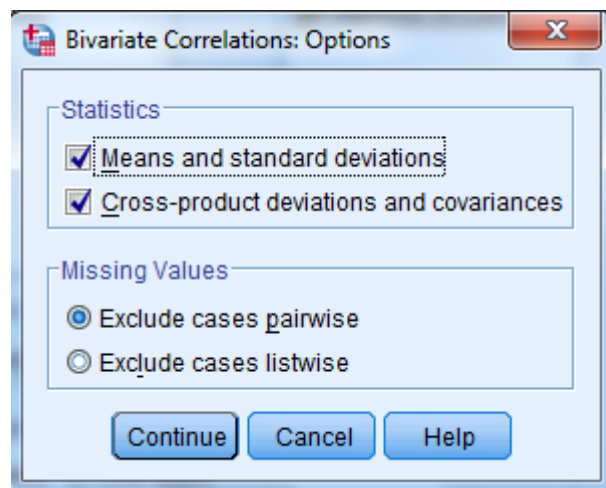 Bivariate Correlations: Options
Statistics
Means and standard deviations
Cross-product deviations and covariances
Missing Values
Exclude cases pairwise
Exclude cases listwise
Continue Cancel Help